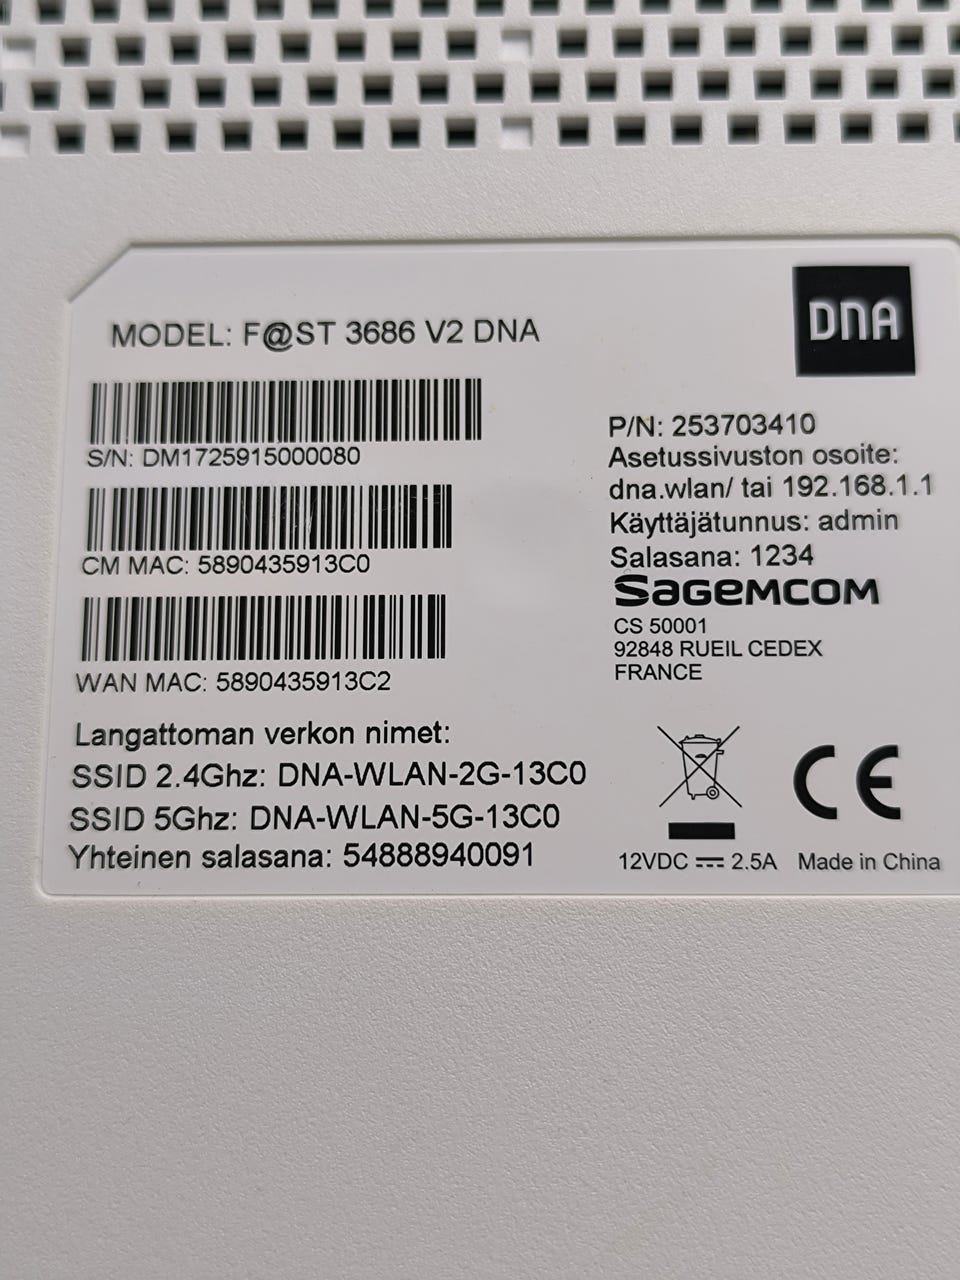 DNA
MODEL: F@ST 3686 V2 DNA
S/N: DM1725915000080
CM MAC: 5890435913C0
WAN MAC: 5890435913C2
Langattoman verkon nimet:
SSID 2.4Ghz: DNA-WLAN-2G-13C0
SSID 5Ghz: DNA-WLAN-5G-13C0
Yhteinen salasana: 54888940091
P/N: 253703410
Asetussivuston osoite:
dna.wlan/ tai 192.168.1.1
Käyttäjätunnus: admin
Salasana: 1234
SAGEMCOM
CS 50001
92848 RUEIL CEDEX
FRANCE
CE
12VDC ⎓ 2.5A Made in China